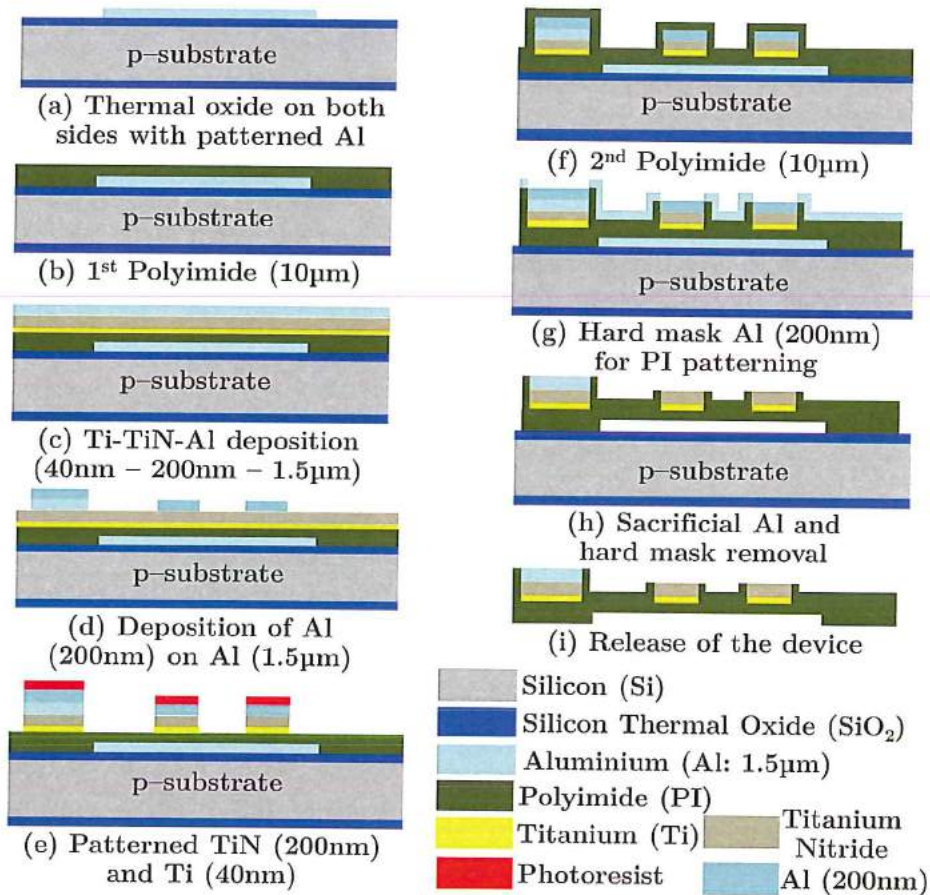 p–substrate
(a) Thermal oxide on both
sides with patterned Al
p–substrate
(b) 1st Polyimide (10µm)
p–substrate
(c) Ti-TiN-Al deposition
(40nm – 200nm – 1.5µm)
p–substrate
(d) Deposition of Al
(200nm) on Al (1.5µm)
p–substrate
(e) Patterned TiN (200nm)
and Ti (40nm)
p–substrate
(f) 2nd Polyimide (10µm)
p–substrate
(g) Hard mask Al (200nm)
for PI patterning
p–substrate
(h) Sacrificial Al and
hard mask removal
(i) Release of the device
Silicon (Si)
Silicon Thermal Oxide (SiO₂)
Aluminium (Al: 1.5µm)
Polyimide (PI)
Titanium (Ti)
Titanium
Nitride
Photoresist
Al (200nm)